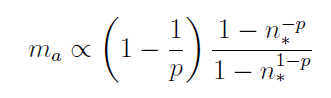 m_a ∝ (1 − 1/p) (1 − n_*^{−p})/(1 − n_*^{1−p})